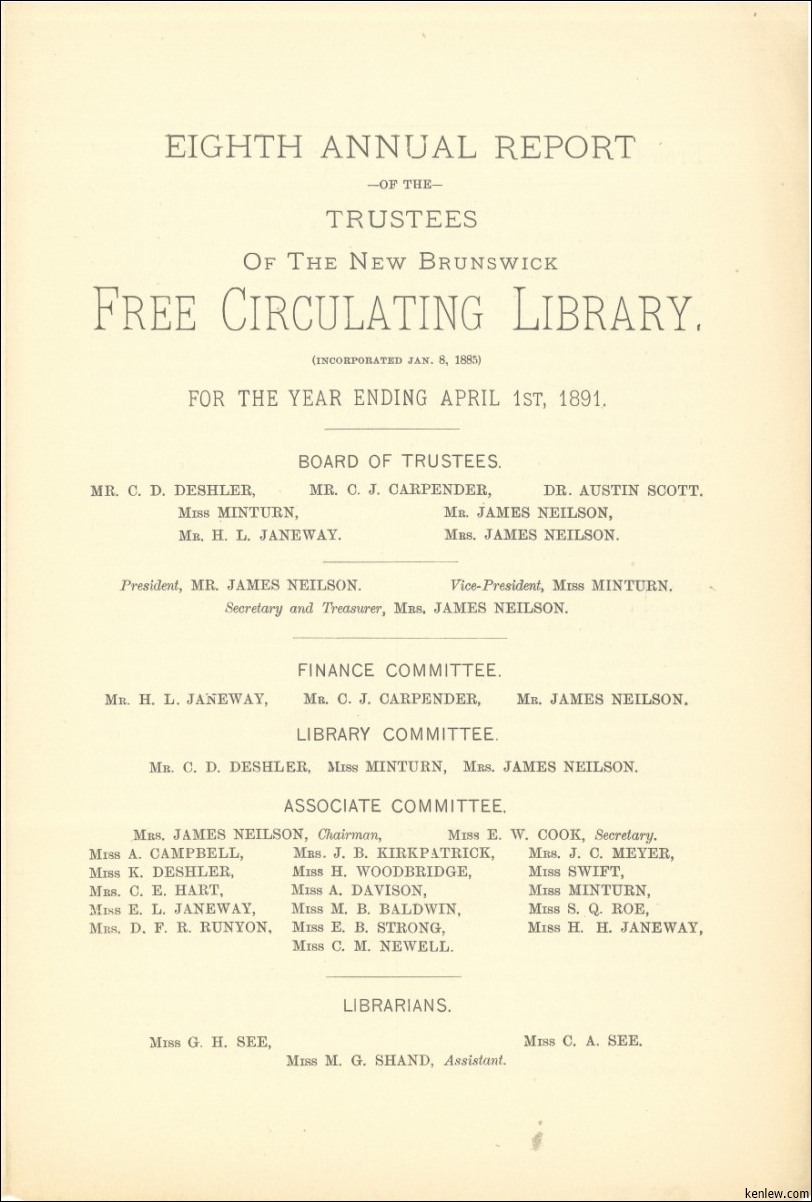 EIGHTH ANNUAL REPORT
—OF THE—
TRUSTEES
OF THE NEW BRUNSWICK
FREE CIRCULATING LIBRARY.
(INCORPORATED JAN. 8, 1885)
FOR THE YEAR ENDING APRIL 1ST, 1891.
BOARD OF TRUSTEES.
MR. C. D. DESHLER, MR. C. J. CARPENDER, DR. AUSTIN SCOTT.
MISS MINTURN, MR. JAMES NEILSON,
MR. H. L. JANEWAY. MRS. JAMES NEILSON.
President, MR. JAMES NEILSON. Vice-President, MISS MINTURN.
Secretary and Treasurer, MRS. JAMES NEILSON.
FINANCE COMMITTEE.
MR. H. L. JANEWAY, MR. C. J. CARPENDER, MR. JAMES NEILSON.
LIBRARY COMMITTEE.
MR. C. D. DESHLER, MISS MINTURN, MRS. JAMES NEILSON.
ASSOCIATE COMMITTEE.
MRS. JAMES NEILSON, Chairman, MISS E. W. COOK, Secretary.
MISS A. CAMPBELL, MRS. J. B. KIRKPATRICK, MRS. J. C. MEYER,
MISS K. DESHLER, MISS H. WOODBRIDGE, MISS SWIFT,
MRS. C. E. HART, MISS A. DAVISON, MISS MINTURN,
MISS E. L. JANEWAY, MISS M. B. BALDWIN, MISS S. Q. ROE,
MRS. D. F. R. RUNYON, MISS E. B. STRONG, MISS H. H. JANEWAY,
MISS C. M. NEWELL.
LIBRARIANS.
MISS G. H. SEE, MISS C. A. SEE.
MISS M. G. SHAND, Assistant.
kenlew.com